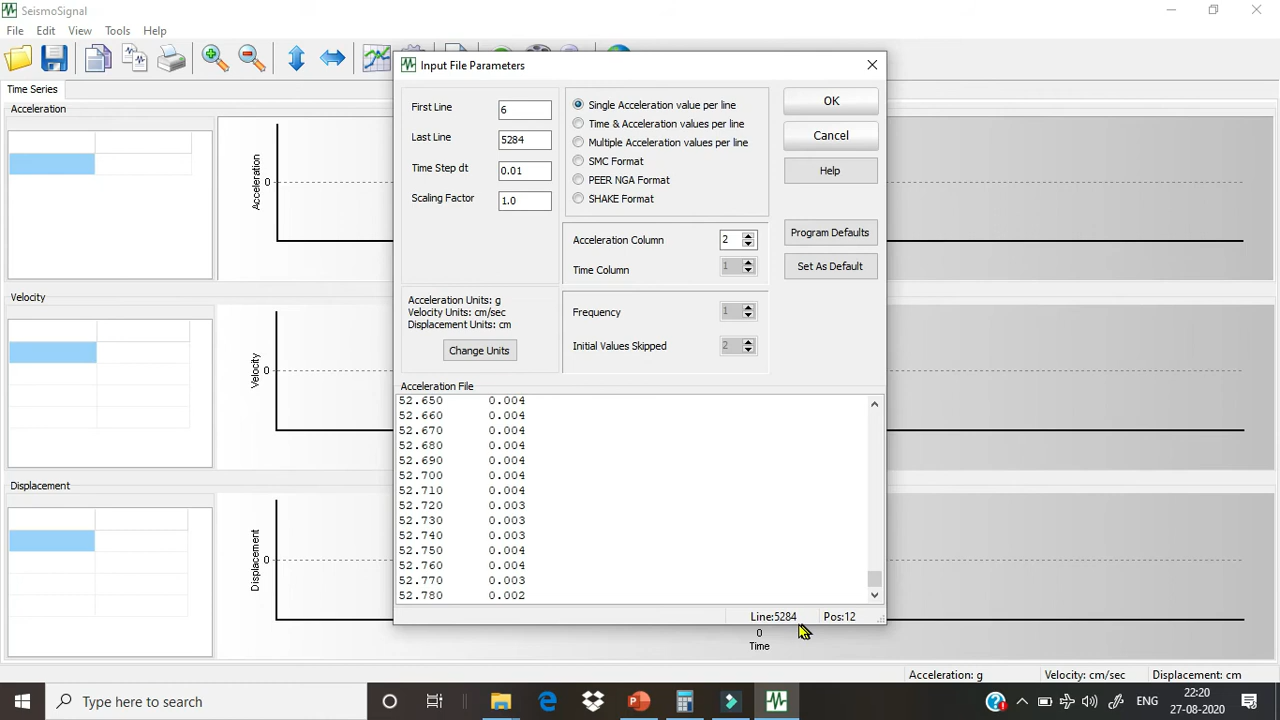 SeismoSignal
File Edit View Tools Help
Time Series
Acceleration
Acceleration
0
Velocity
Velocity
0
Displacement
Displacement
0
0
Time
Input File Parameters
First Line 6
Last Line 5284
Time Step dt 0.01
Scaling Factor 1.0
Single Acceleration value per line
Time & Acceleration values per line
Multiple Acceleration values per line
SMC Format
PEER NGA Format
SHAKE Format
OK
Cancel
Help
Program Defaults
Set As Default
Acceleration Column 2
Time Column 1
Acceleration Units: g
Velocity Units: cm/sec
Displacement Units: cm
Change Units
Frequency 1
Initial Values Skipped 2
Acceleration File
52.650 0.004
52.660 0.004
52.670 0.004
52.680 0.004
52.690 0.004
52.700 0.004
52.710 0.004
52.720 0.003
52.730 0.003
52.740 0.003
52.750 0.004
52.760 0.004
52.770 0.003
52.780 0.002
Line:5284 Pos:12
Acceleration: g Velocity: cm/sec Displacement: cm
Type here to search
ENG
22:20
27-08-2020